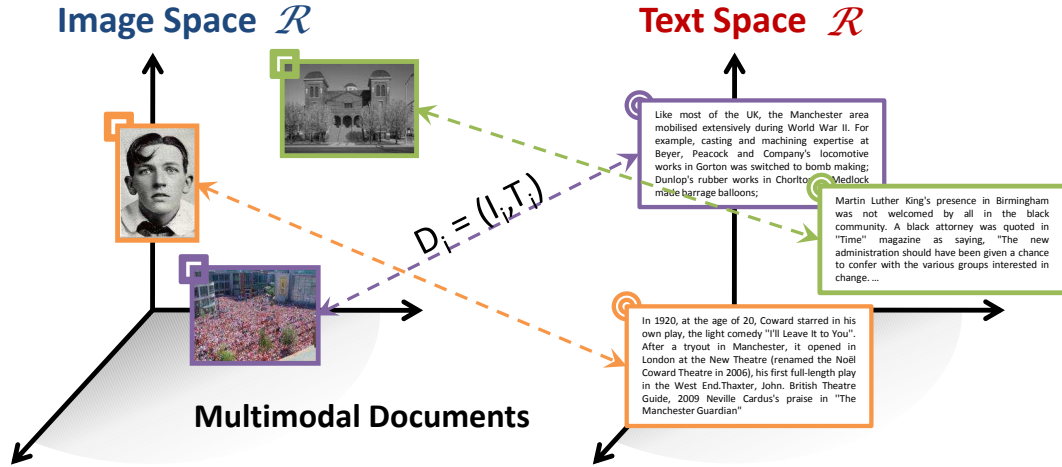 Image Space ℛ
Text Space ℛ
Like most of the UK, the Manchester area
mobilised extensively during World War II. For
example, casting and machining expertise at
Beyer, Peacock and Company's locomotive
works in Gorton was switched to bomb making;
Dunlop's rubber works in Chorlton Medlock
made barrage balloons;
Martin Luther King's presence in Birmingham
was not welcomed by all in the black
community. A black attorney was quoted in
"Time" magazine as saying, "The new
administration should have been given a chance
to confer with the various groups interested in
change. ...
D_i = (I_i,T_i)
In 1920, at the age of 20, Coward starred in his
own play, the light comedy "I'll Leave It to You".
After a tryout in Manchester, it opened in
London at the New Theatre (renamed the Noël
Coward Theatre in 2006), his first full-length play
in the West End.Thaxter, John. British Theatre
Guide, 2009 Neville Cardus's praise in "The
Manchester Guardian"
Multimodal Documents